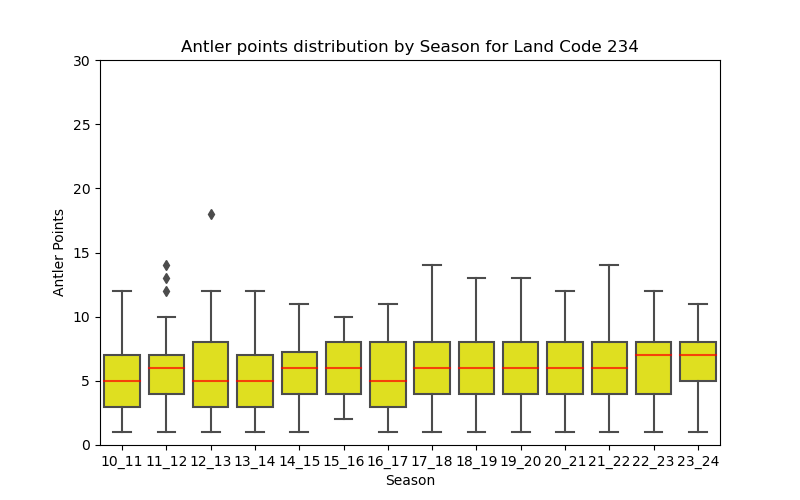 Antler points distribution by Season for Land Code 234
30
25
20
15
10
5
0
Antler Points
10_11 11_12 12_13 13_14 14_15 15_16 16_17 17_18 18_19 19_20 20_21 21_22 22_23 23_24
Season